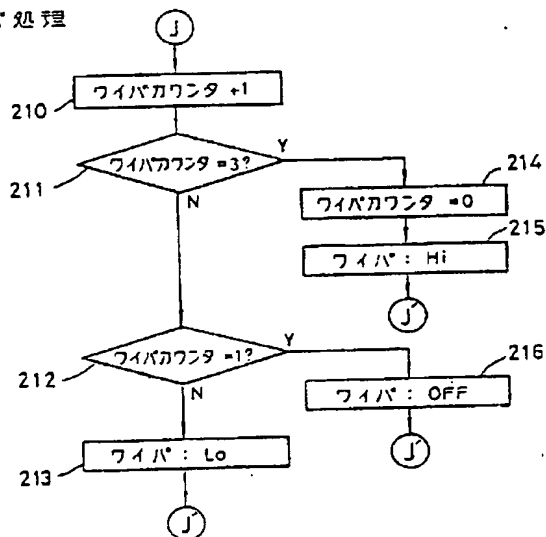 処理
J
210
ワイパカウンタ +1
211
ワイパカウンタ =3?
Y
N
214
ワイパカウンタ =0
215
ワイパ : Hi
J'
212
ワイパカウンタ =1?
Y
N
216
ワイパ : OFF
J'
213
ワイパ : Lo
J'